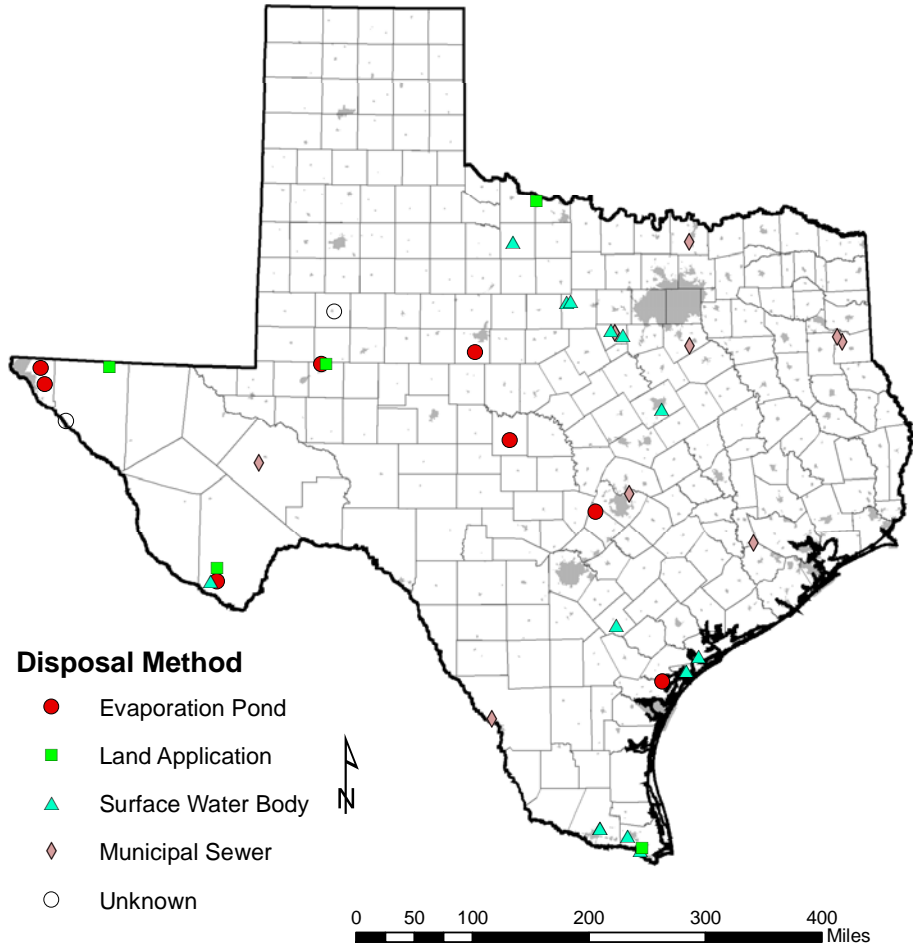 Disposal Method
Evaporation Pond
Land Application
Surface Water Body
Municipal Sewer
Unknown
N
0 50 100 200 300 400
Miles